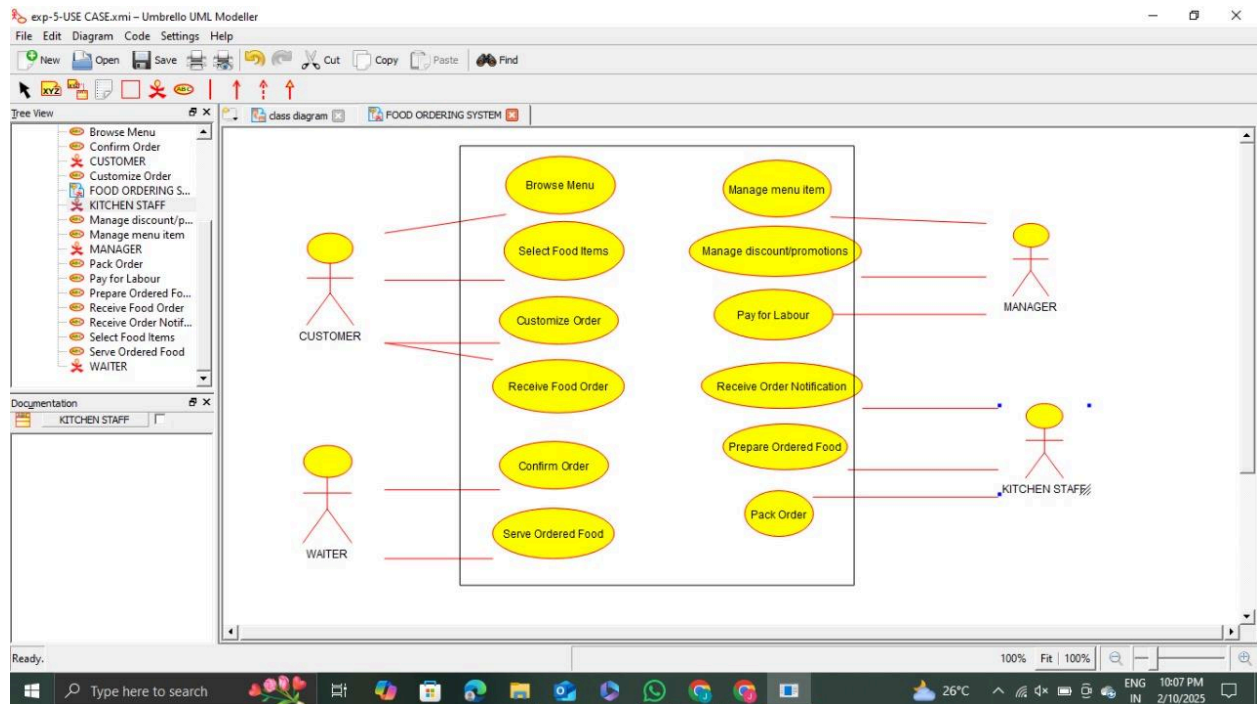 exp-5-USE CASE.xmi – Umbrello UML Modeller
File Edit Diagram Code Settings Help
New Open Save Cut Copy Paste Find
Tree View
class diagram FOOD ORDERING SYSTEM
Browse Menu
Confirm Order
CUSTOMER
Customize Order
FOOD ORDERING S...
KITCHEN STAFF
Manage discount/p...
Manage menu item
MANAGER
Pack Order
Pay for Labour
Prepare Ordered Fo...
Receive Food Order
Receive Order Notif...
Select Food Items
Serve Ordered Food
WAITER
Documentation
KITCHEN STAFF
Browse Menu
Manage menu item
Select Food Items
Manage discount/promotions
CUSTOMER
Customize Order
Pay for Labour
MANAGER
Receive Food Order
Receive Order Notification
Confirm Order
Prepare Ordered Food
KITCHEN STAFF
Pack Order
Serve Ordered Food
WAITER
Ready.
100% Fit 100%
Type here to search
26°C
ENG
IN
10:07 PM
2/10/2025